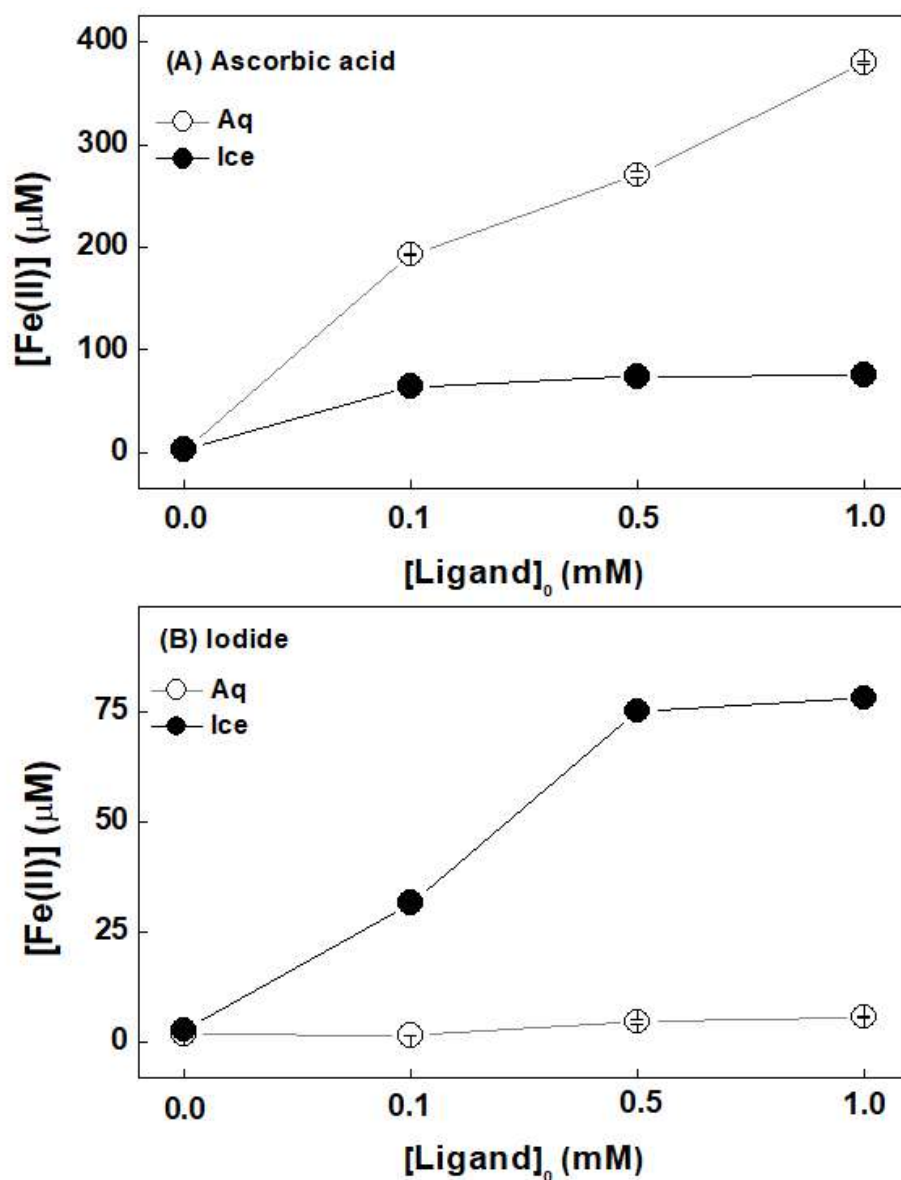 400
(A) Ascorbic acid
Aq
Ice
300
200
100
0
[Fe(II)] (μM)
0.0 0.1 0.5 1.0
[Ligand]₀ (mM)
(B) Iodide
Aq
Ice
75
50
25
0
[Fe(II)] (μM)
0.0 0.1 0.5 1.0
[Ligand]₀ (mM)